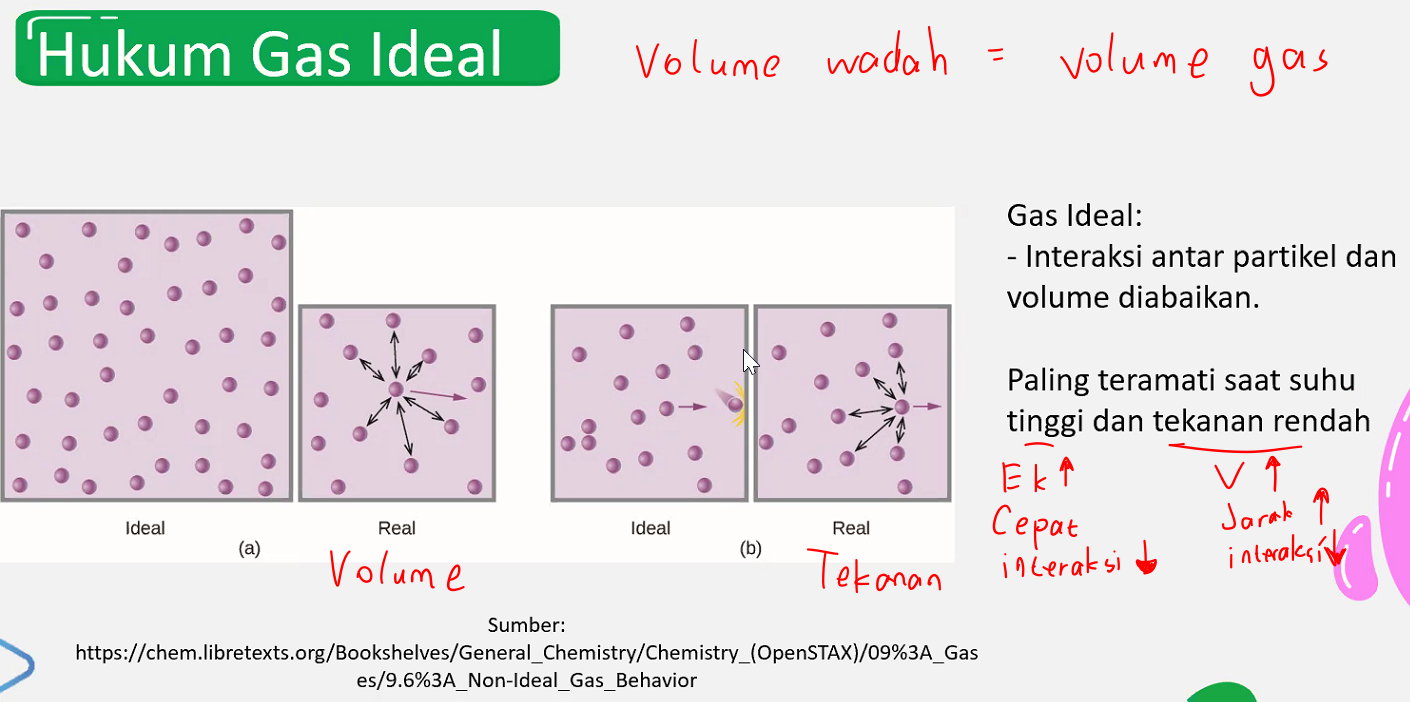 Hukum Gas Ideal
Volume wadah = volume gas
Ideal
Real
(a)
Volume
Ideal
Real
(b)
Tekanan
Gas Ideal:
- Interaksi antar partikel dan
volume diabaikan.
Paling teramati saat suhu
tinggi dan tekanan rendah
Ek ↑
Cepat
interaksi ↓
V ↑
Jarak ↑
interaksi ↓
Sumber:
https://chem.libretexts.org/Bookshelves/General_Chemistry/Chemistry_(OpenSTAX)/09%3A_Gas
es/9.6%3A_Non-Ideal_Gas_Behavior